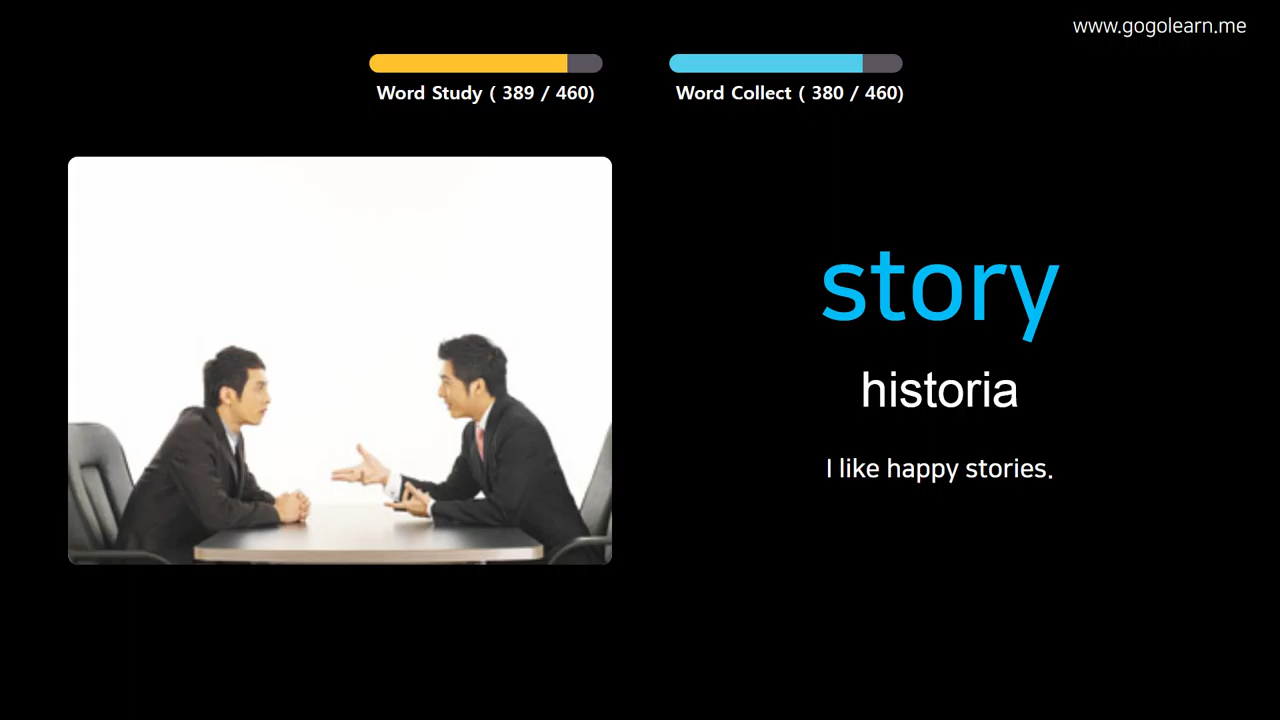 www.gogolearn.me
Word Study ( 389 / 460)
Word Collect ( 380 / 460)
story
historia
I like happy stories.